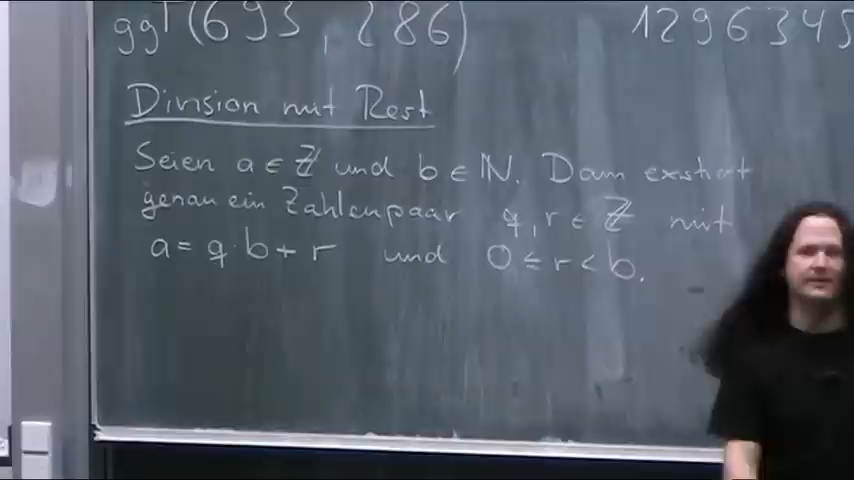 ggT(693, 286)
1296345
Division mit Rest
Seien a ∈ ℤ und b ∈ ℕ. Dann existiert
genau ein Zahlenpaar q, r ∈ ℤ mit
a = q·b + r und 0 ≤ r < b.